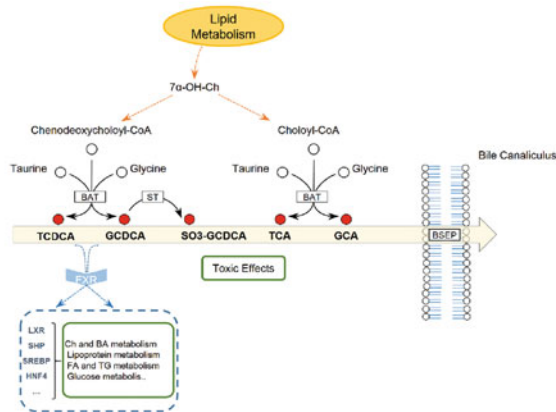 Lipid
Metabolism
7α-OH-Ch
Chenodeoxycholoyl-CoA
Choloyl-CoA
Taurine
Glycine
Taurine
Glycine
Bile Canaliculus
BAT
ST
BAT
TCDCA
GCDCA
SO3-GCDCA
TCA
GCA
BSEP
FXR
Toxic Effects
LXR
SHP
SREBP
HNF4
...
Ch and BA metabolism
Lipoprotein metabolism
FA and TG metabolism
Glucose metabolis..